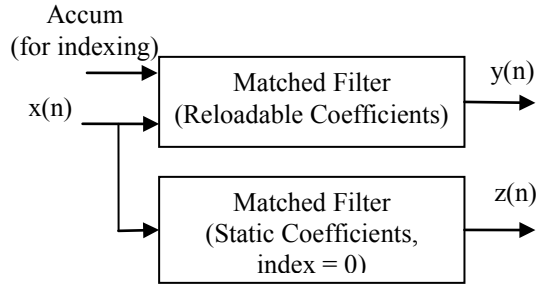 Accum
(for indexing)
x(n)
Matched Filter
(Reloadable Coefficients)
y(n)
Matched Filter
(Static Coefficients,
index = 0)
z(n)